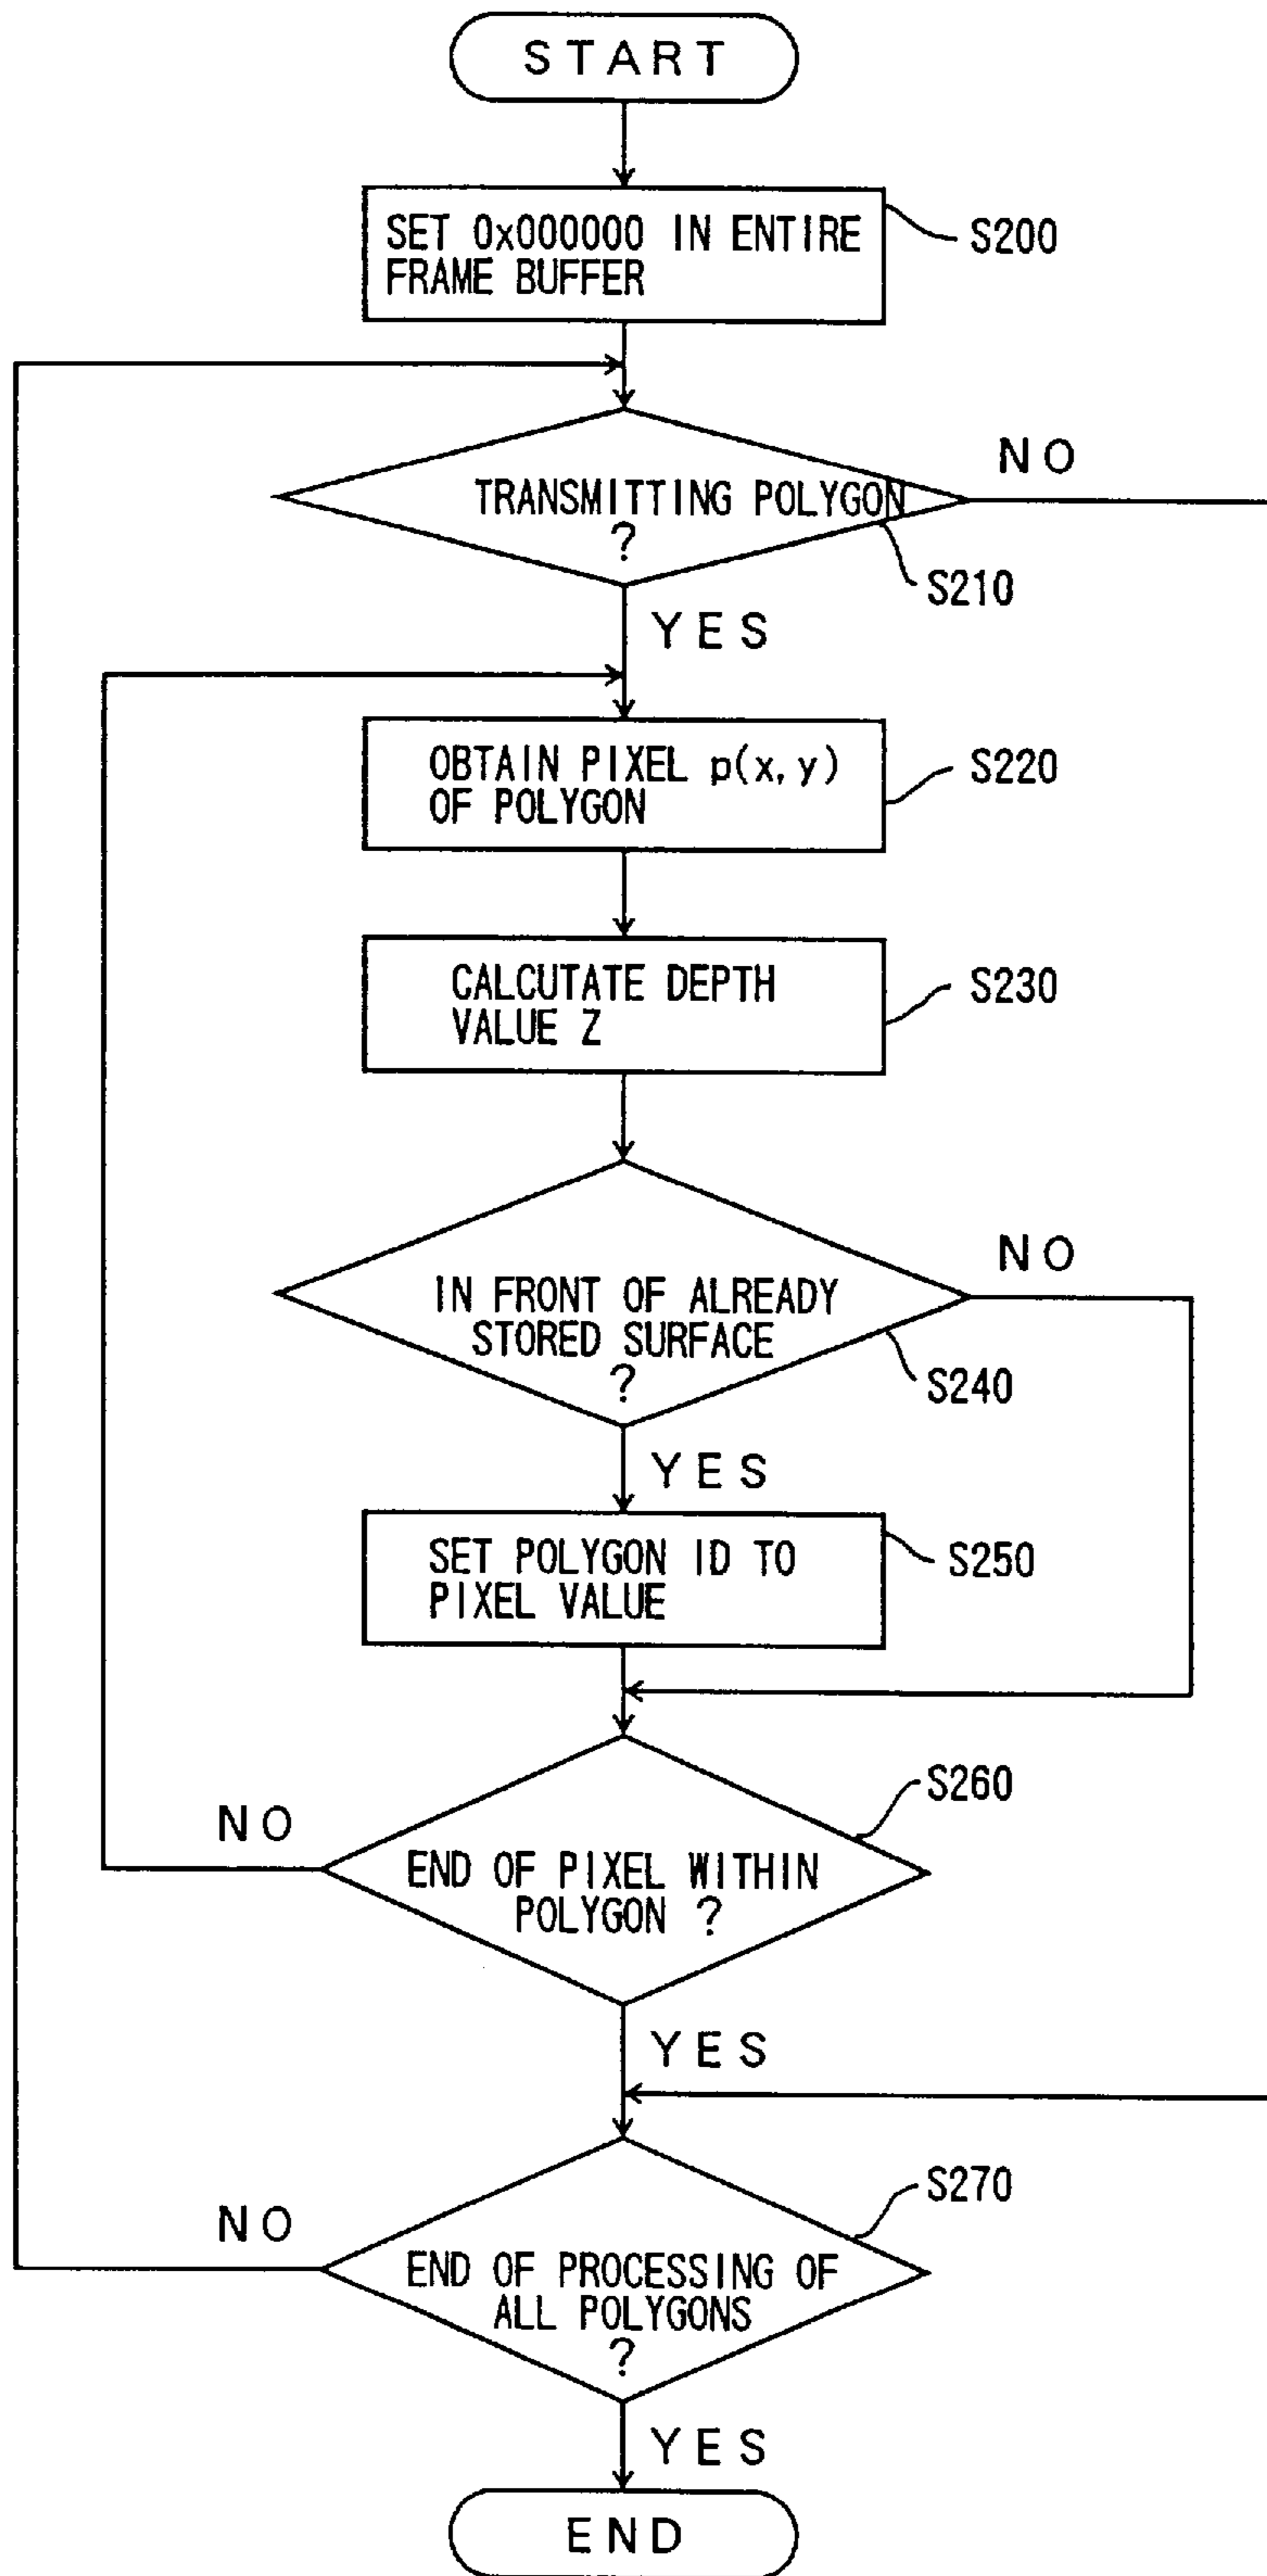 START
SET 0x000000 IN ENTIRE
FRAME BUFFER
S200
NO
TRANSMITTING POLYGON
?
S210
YES
OBTAIN PIXEL p(x, y)
OF POLYGON
S220
CALCUTATE DEPTH
VALUE Z
S230
NO
IN FRONT OF ALREADY
STORED SURFACE
?
S240
YES
SET POLYGON ID TO
PIXEL VALUE
S250
S260
NO
END OF PIXEL WITHIN
POLYGON ?
YES
S270
NO
END OF PROCESSING OF
ALL POLYGONS
?
YES
END